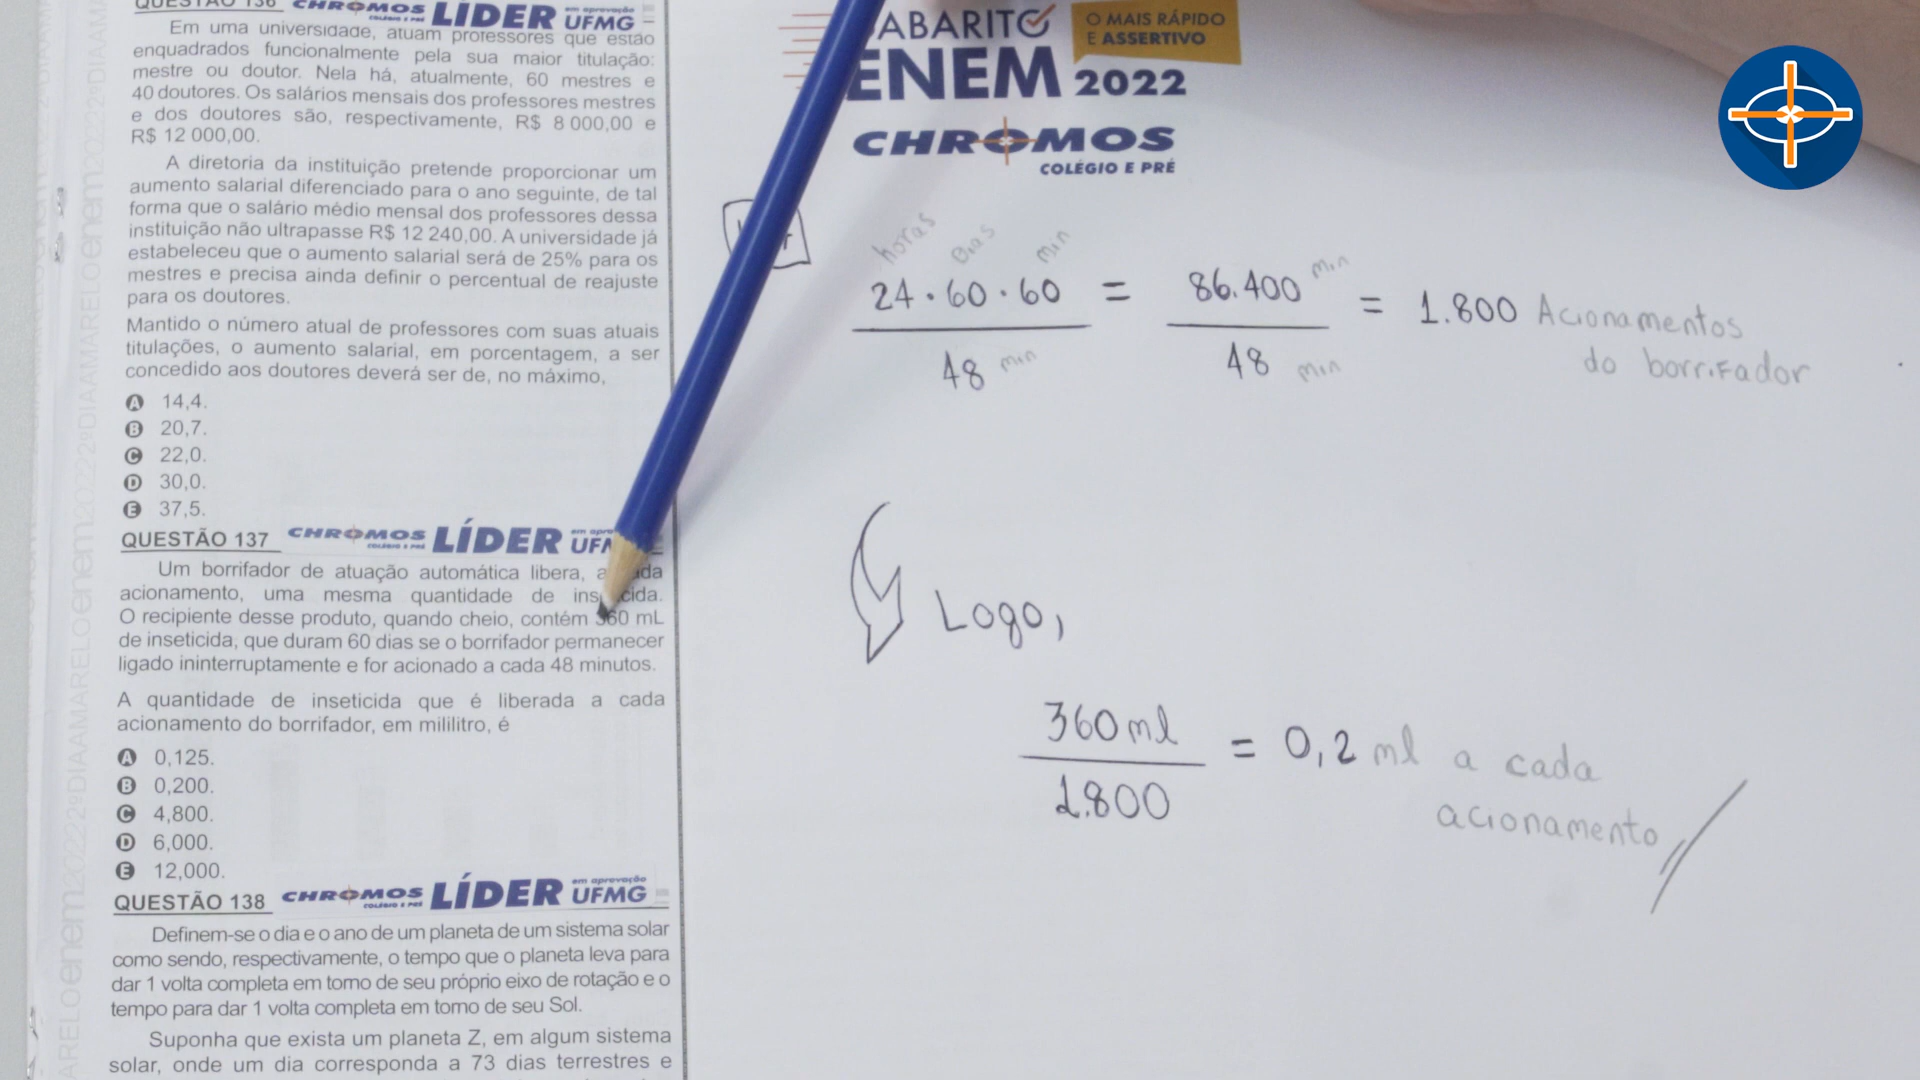 QUESTÃO 136 CHROMOS LÍDER em aprovação UFMG
Em uma universidade, atuam professores que estão
enquadrados funcionalmente pela sua maior titulação:
mestre ou doutor. Nela há, atualmente, 60 mestres e
40 doutores. Os salários mensais dos professores mestres
e dos doutores são, respectivamente, R$ 8 000,00 e
R$ 12 000,00.
A diretoria da instituição pretende proporcionar um
aumento salarial diferenciado para o ano seguinte, de tal
forma que o salário médio mensal dos professores dessa
instituição não ultrapasse R$ 12 240,00. A universidade já
estabeleceu que o aumento salarial será de 25% para os
mestres e precisa ainda definir o percentual de reajuste
para os doutores.
Mantido o número atual de professores com suas atuais
titulações, o aumento salarial, em porcentagem, a ser
concedido aos doutores deverá ser de, no máximo,
A 14,4.
B 20,7.
C 22,0.
D 30,0.
E 37,5.
QUESTÃO 137 CHROMOS COLÉGIO E PRÉ LÍDER
Um borrifador de atuação automática libera, a
acionamento, uma mesma quantidade de
O recipiente desse produto, quando cheio, contém 360 mL
de inseticida, que duram 60 dias se o borrifador permanecer
ligado ininterruptamente e for acionado a cada 48 minutos.
A quantidade de inseticida que é liberada a cada
acionamento do borrifador, em mililitro, é
A 0,125.
B 0,200.
C 4,800.
D 6,000.
E 12,000.
QUESTÃO 138 CHROMOS COLÉGIO E PRÉ LÍDER em aprovação UFMG
Definem-se o dia e o ano de um planeta de um sistema solar
como sendo, respectivamente, o tempo que o planeta leva para
dar 1 volta completa em torno de seu próprio eixo de rotação e o
tempo para dar 1 volta completa em torno de seu Sol.
Suponha que exista um planeta Z, em algum sistema
solar, onde um dia corresponda a 73 dias terrestres e
ABARITO
O MAIS RÁPIDO
E ASSERTIVO
ENEM 2022
CHROMOS
COLÉGIO E PRÉ
horas Dias min
24 · 60 · 60 = 86.400 min = 1.800 Acionamentos
48 min 48 min do borrifador
Logo,
360 ml = 0,2 ml a cada
1.800 acionamento